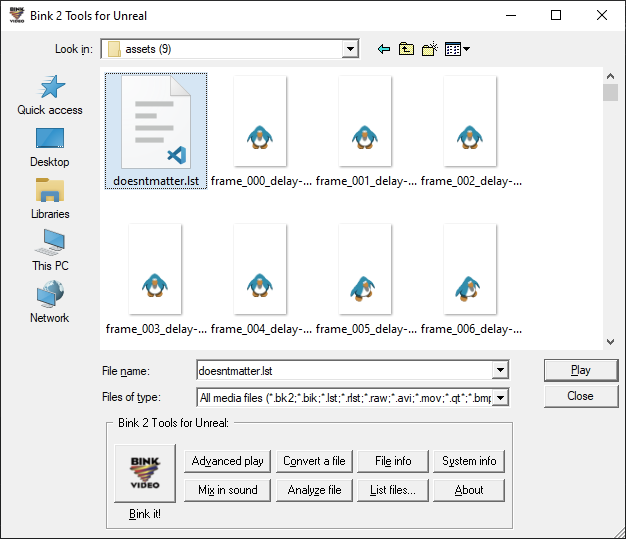 Bink 2 Tools for Unreal
Look in: assets (9)
Quick access
Desktop
Libraries
This PC
Network
doesntmatter.lst frame_000_delay-... frame_001_delay-... frame_002_delay-...
frame_003_delay-... frame_004_delay-... frame_005_delay-... frame_006_delay-...
File name: doesntmatter.lst Play
Files of type: All media files (*.bk2;*.bik;*.lst;*.rlst;*.raw;*.avi;*.mov;*.qt*;*.bmp Close
Bink 2 Tools for Unreal:
BINK
VIDEO
Bink it!
Advanced play Convert a file File info System info
Mix in sound Analyze file List files... About